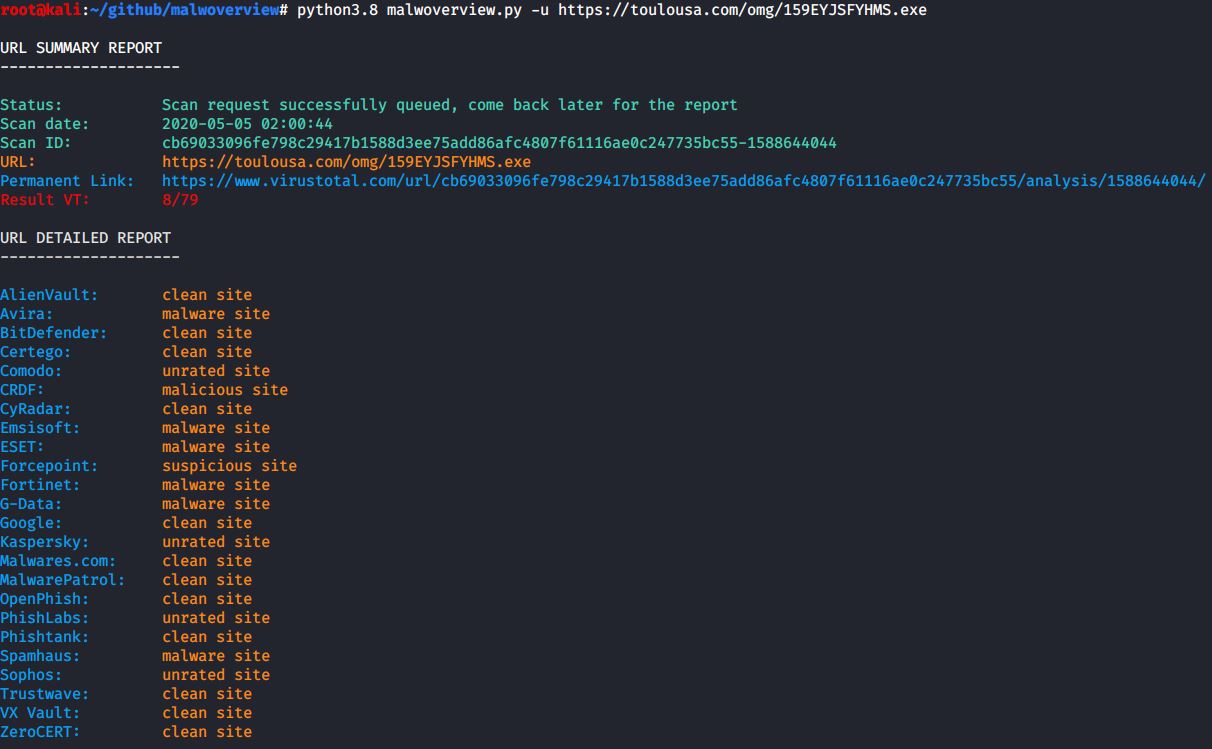 root@kali:~/github/malwoverview# python3.8 malwoverview.py -u https://toulousa.com/omg/159EYJSFYHMS.exe
URL SUMMARY REPORT
--------------------
Status: Scan request successfully queued, come back later for the report
Scan date: 2020-05-05 02:00:44
Scan ID: cb69033096fe798c29417b1588d3ee75add86afc4807f61116ae0c247735bc55-1588644044
URL: https://toulousa.com/omg/159EYJSFYHMS.exe
Permanent Link: https://www.virustotal.com/url/cb69033096fe798c29417b1588d3ee75add86afc4807f61116ae0c247735bc55/analysis/1588644044/
Result VT: 8/79
URL DETAILED REPORT
--------------------
AlienVault: clean site
Avira: malware site
BitDefender: clean site
Certego: clean site
Comodo: unrated site
CRDF: malicious site
CyRadar: clean site
Emsisoft: malware site
ESET: malware site
Forcepoint: suspicious site
Fortinet: malware site
G-Data: malware site
Google: clean site
Kaspersky: unrated site
Malwares.com: clean site
MalwarePatrol: clean site
OpenPhish: clean site
PhishLabs: unrated site
Phishtank: clean site
Spamhaus: malware site
Sophos: unrated site
Trustwave: clean site
VX Vault: clean site
ZeroCERT: clean site